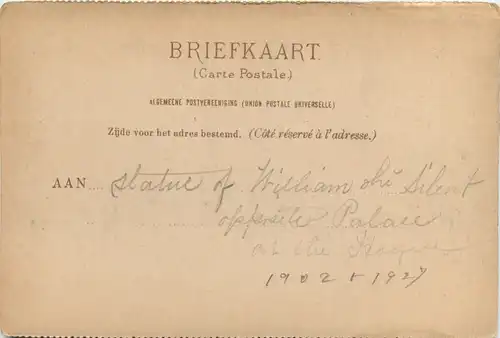 BRIEFKAART.
(Carte Postale.)
ALGEMEENE POSTVEREENIGING (UNION POSTALE UNIVERSELLE)
Zijde voor het adres bestemd. (Côté réservé à l'adresse.)
AAN Statue of William the Silent
opposite Palace
at the Hague
1902 + 1927